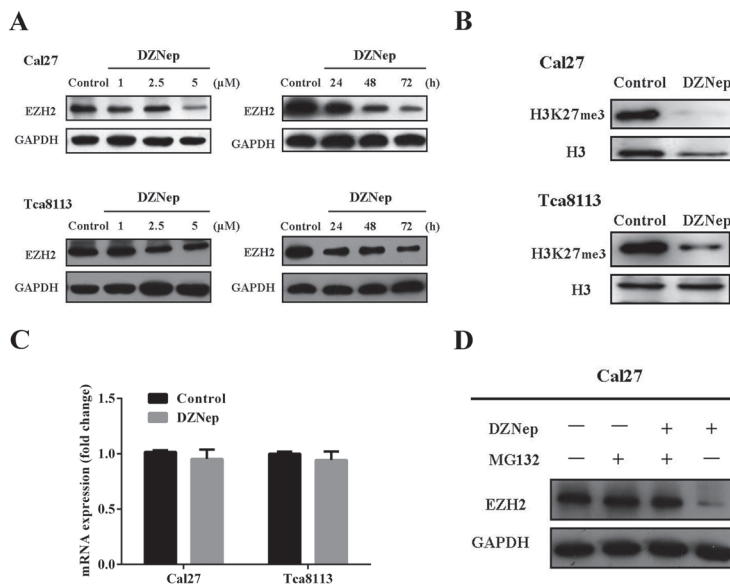 A
Cal27
DZNep
Control 1 2.5 5 (μM)
EZH2
GAPDH
DZNep
Control 24 48 72 (h)
EZH2
GAPDH
Tca8113
DZNep
Control 1 2.5 5 (μM)
EZH2
GAPDH
DZNep
Control 24 48 72 (h)
EZH2
GAPDH
B
Cal27
Control DZNep
H3K27me3
H3
Tca8113
Control DZNep
H3K27me3
H3
C
mRNA expression (fold change)
1.5
1.0
0.5
0.0
Control
DZNep
Cal27 Tca8113
D
Cal27
DZNep — — + +
MG132 — + + —
EZH2
GAPDH